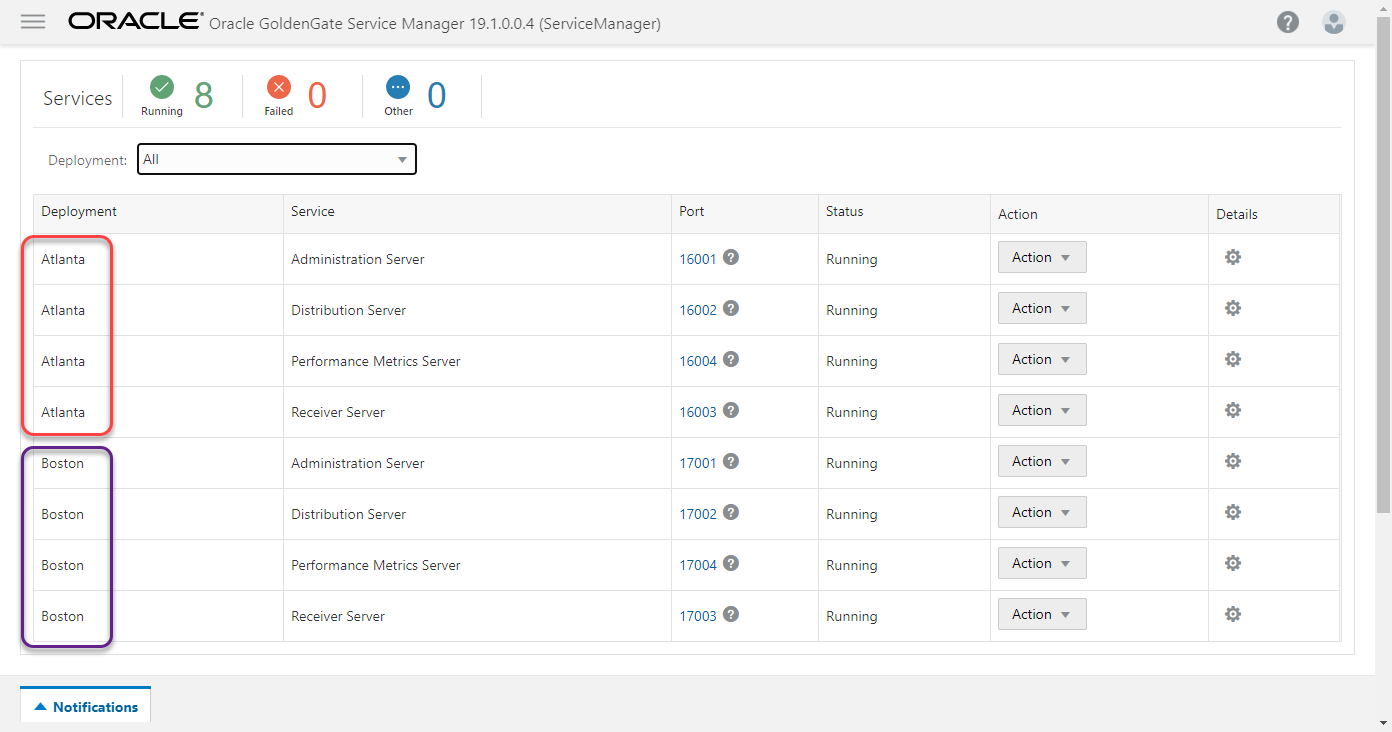 ORACLE Oracle GoldenGate Service Manager 19.1.0.0.4 (ServiceManager)
Services Running 8 Failed 0 Other 0
Deployment: All
Deployment Service Port Status Action Details
Atlanta Administration Server 16001 Running Action
Atlanta Distribution Server 16002 Running Action
Atlanta Performance Metrics Server 16004 Running Action
Atlanta Receiver Server 16003 Running Action
Boston Administration Server 17001 Running Action
Boston Distribution Server 17002 Running Action
Boston Performance Metrics Server 17004 Running Action
Boston Receiver Server 17003 Running Action
Notifications